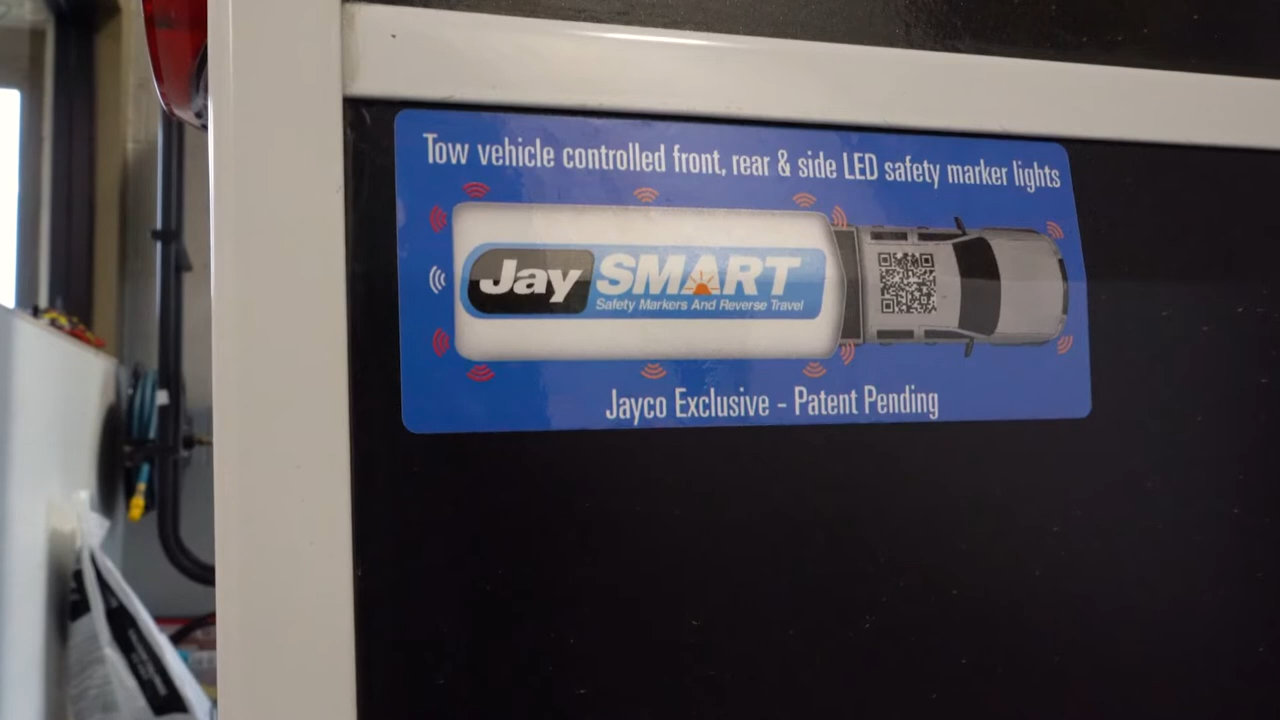 Tow vehicle controlled front, rear & side LED safety marker lights
Jay SMART
Safety Markers And Reverse Travel
Jayco Exclusive - Patent Pending